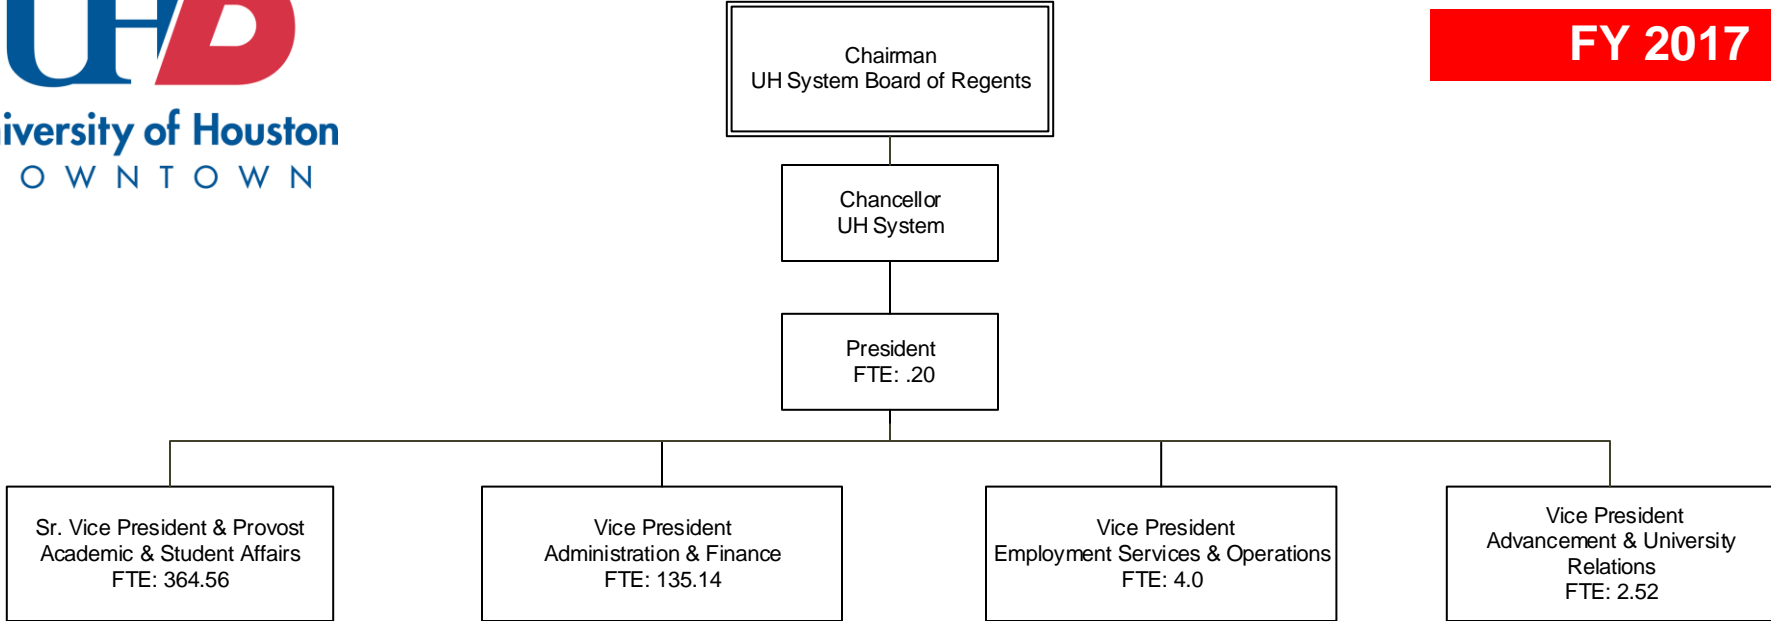 UHD
iversity of Houston
OWNTOWN
FY 2017
Chairman
UH System Board of Regents
Chancellor
UH System
President
FTE: .20
Sr. Vice President & Provost
Academic & Student Affairs
FTE: 364.56
Vice President
Administration & Finance
FTE: 135.14
Vice President
Employment Services & Operations
FTE: 4.0
Vice President
Advancement & University
Relations
FTE: 2.52